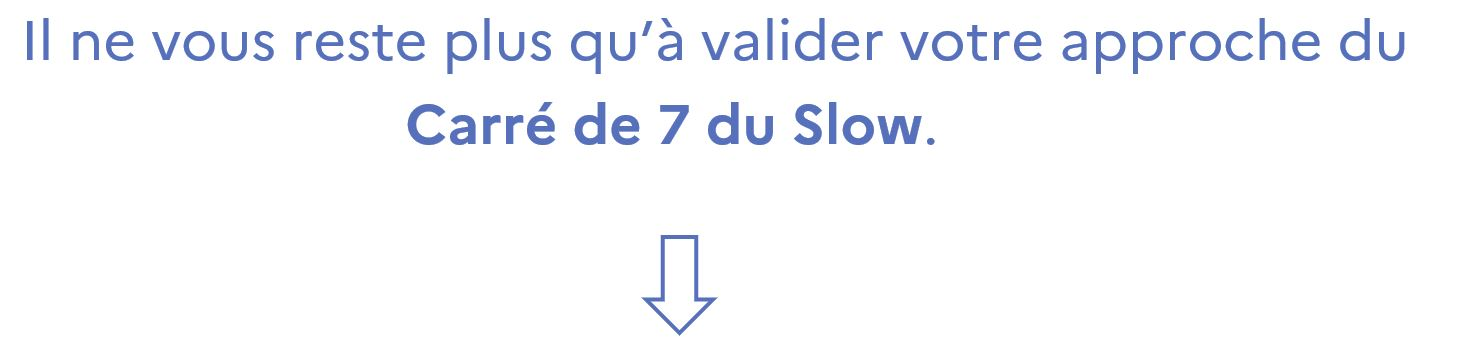 Il ne vous reste plus qu’à valider votre approche du
Carré de 7 du Slow.